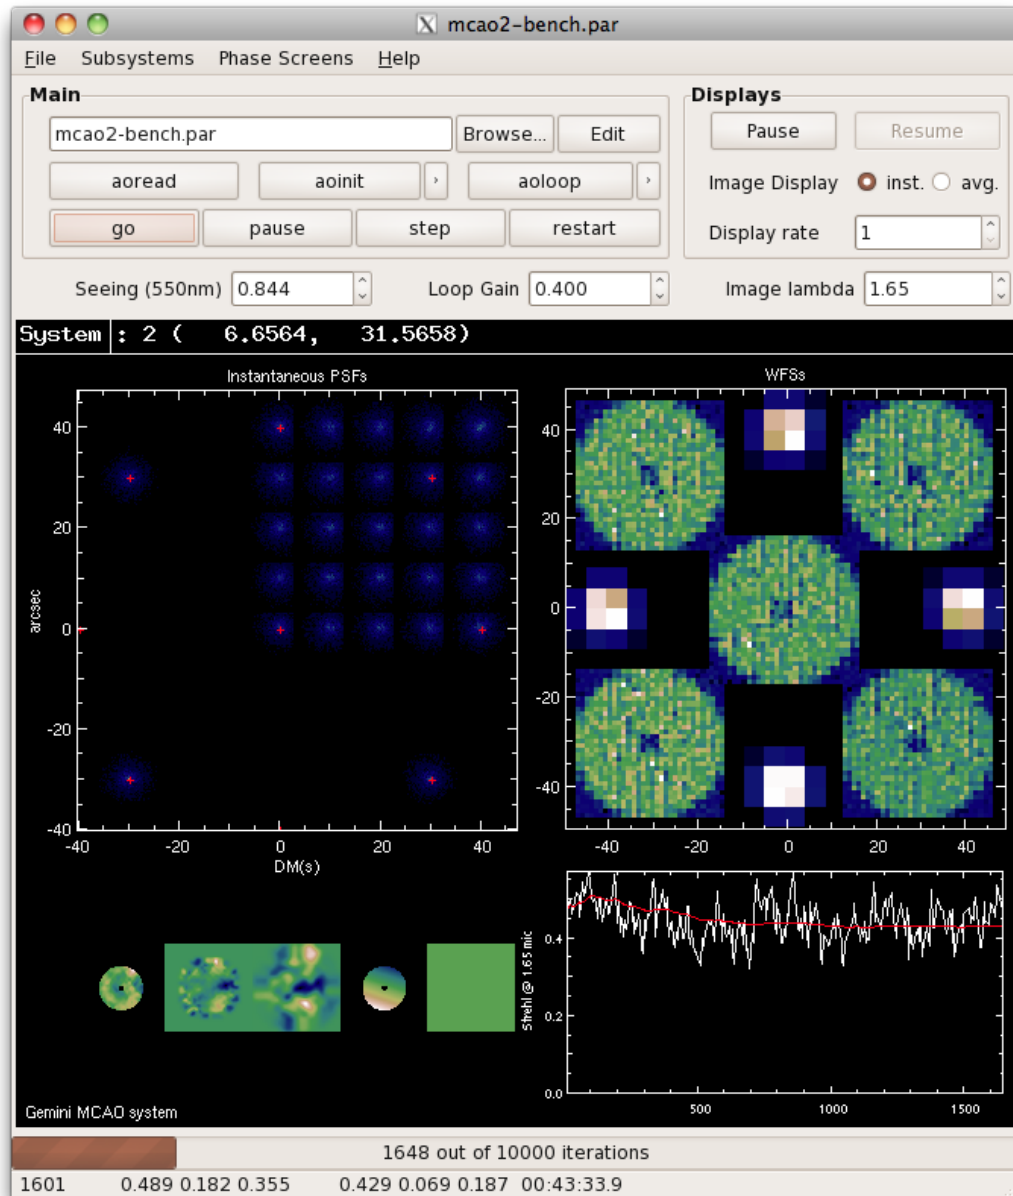 mcao2-bench.par
File Subsystems Phase Screens Help
Main
Displays
mcao2-bench.par Browse... Edit
Pause Resume
aoread aoinit › aoloop ›
Image Display inst. avg.
go pause step restart
Display rate 1
Seeing (550nm) 0.844 Loop Gain 0.400 Image lambda 1.65
System : 2 ( 6.6564, 31.5658)
Instantaneous PSFs
WFSs
40
20
0
-20
-40
arcsec
-40 -20 0 20 40
DM(s)
40
20
0
-20
-40
-40 -20 0 20 40
Strehl @ 1.65 mic
0.4
0.2
0.0
500 1000 1500
Gemini MCAO system
1648 out of 10000 iterations
1601 0.489 0.182 0.355 0.429 0.069 0.187 00:43:33.9